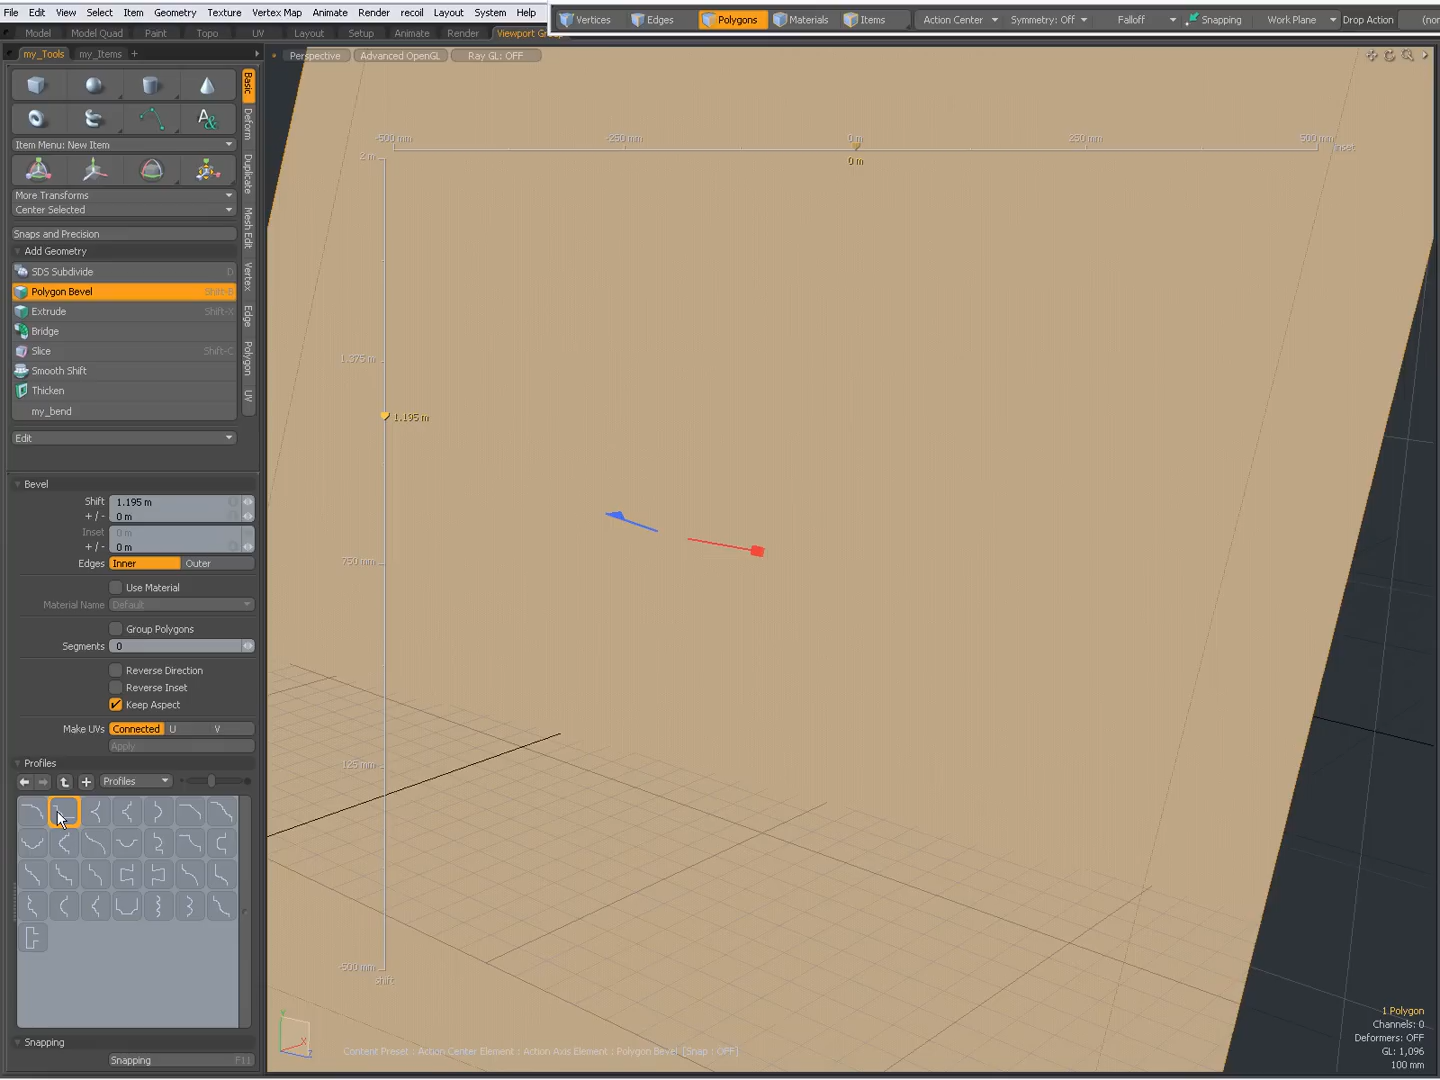 File Edit View Select Item Geometry Texture Vertex Map Animate Render recoil Layout System Help
Vertices Edges Polygons Materials Items Action Center Symmetry: Off Falloff Snapping Work Plane Drop Action (nor
Model Model Quad Paint Topo UV Layout Setup Animate Render Viewport Gro
my_Tools my_Items +
Perspective Advanced OpenGL Ray GL: OFF
Basic
Deform
Duplicate
Mesh Edit
Vertex
Edge
Polygon
UV
Item Menu: New Item
More Transforms
Center Selected
Snaps and Precision
Add Geometry
SDS Subdivide D
Polygon Bevel Shift-B
Extrude Shift-X
Bridge
Slice Shift-C
Smooth Shift
Thicken
my_bend
Edit
Bevel
Shift 1.195 m
+ / - 0 m
Inset 0 m
+ / - 0 m
Edges Inner Outer
Use Material
Material Name Default
Group Polygons
Segments 0
Reverse Direction
Reverse Inset
Keep Aspect
Make UVs Connected U V
Apply
Profiles
Profiles
Snapping
Snapping F11
-500 mm -250 mm 0 m 250 mm 500 mm
inset
0 m
2 m
1.375 m
1.195 m
750 mm
125 mm
-500 mm
shift
Y
X
Z
Content Preset : Action Center Element : Action Axis Element : Polygon Bevel [Snap : OFF]
1 Polygon
Channels: 0
Deformers: OFF
GL: 1,096
100 mm